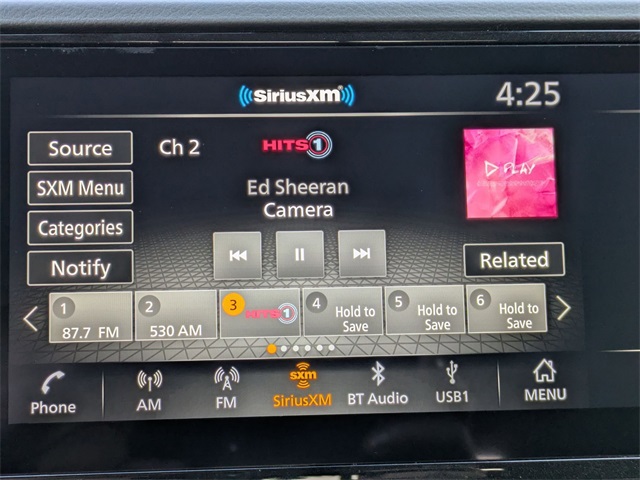 SiriusXM
4:25
Source
Ch 2
HITS 1
PLAY
SXM Menu
Ed Sheeran
Camera
Categories
Notify
Related
1
87.7 FM
2
530 AM
3
HITS 1
4
Hold to
Save
5
Hold to
Save
6
Hold to
Save
Phone
AM
FM
sxm
SiriusXM
BT Audio
USB1
MENU